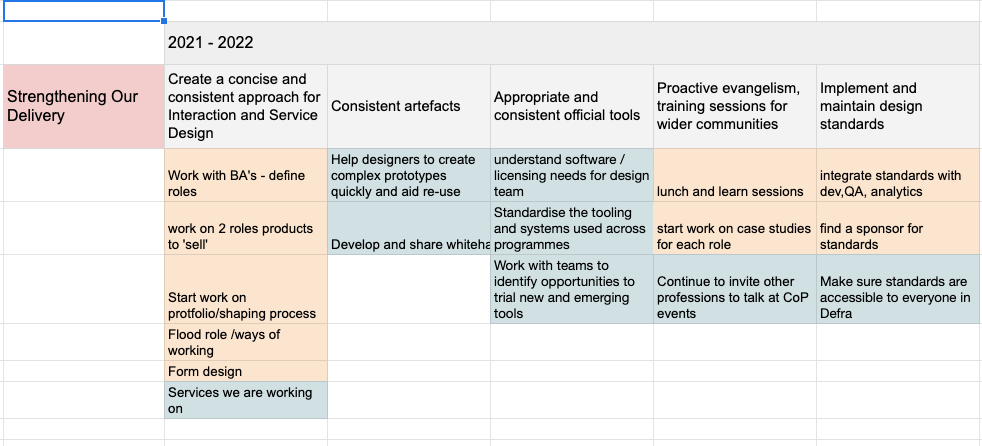 2021 - 2022
Strengthening Our
Delivery
Create a concise and
consistent approach for
Interaction and Service
Design
Consistent artefacts
Appropriate and
consistent official tools
Proactive evangelism,
training sessions for
wider communities
Implement and
maintain design
standards
Work with BA's - define
roles
Help designers to create
complex prototypes
quickly and aid re-use
understand software /
licensing needs for design
team
lunch and learn sessions
integrate standards with
dev,QA, analytics
work on 2 roles products
to 'sell'
Develop and share
Standardise the tooling
and systems used across
programmes
start work on case studies
for each role
find a sponsor for
standards
Start work on
protfolio/shaping process
Work with teams to
identify opportunities to
trial new and emerging
tools
Continue to invite other
professions to talk at CoP
events
Make sure standards are
accessible to everyone in
Defra
Flood role /ways of
working
Form design
Services we are working
on